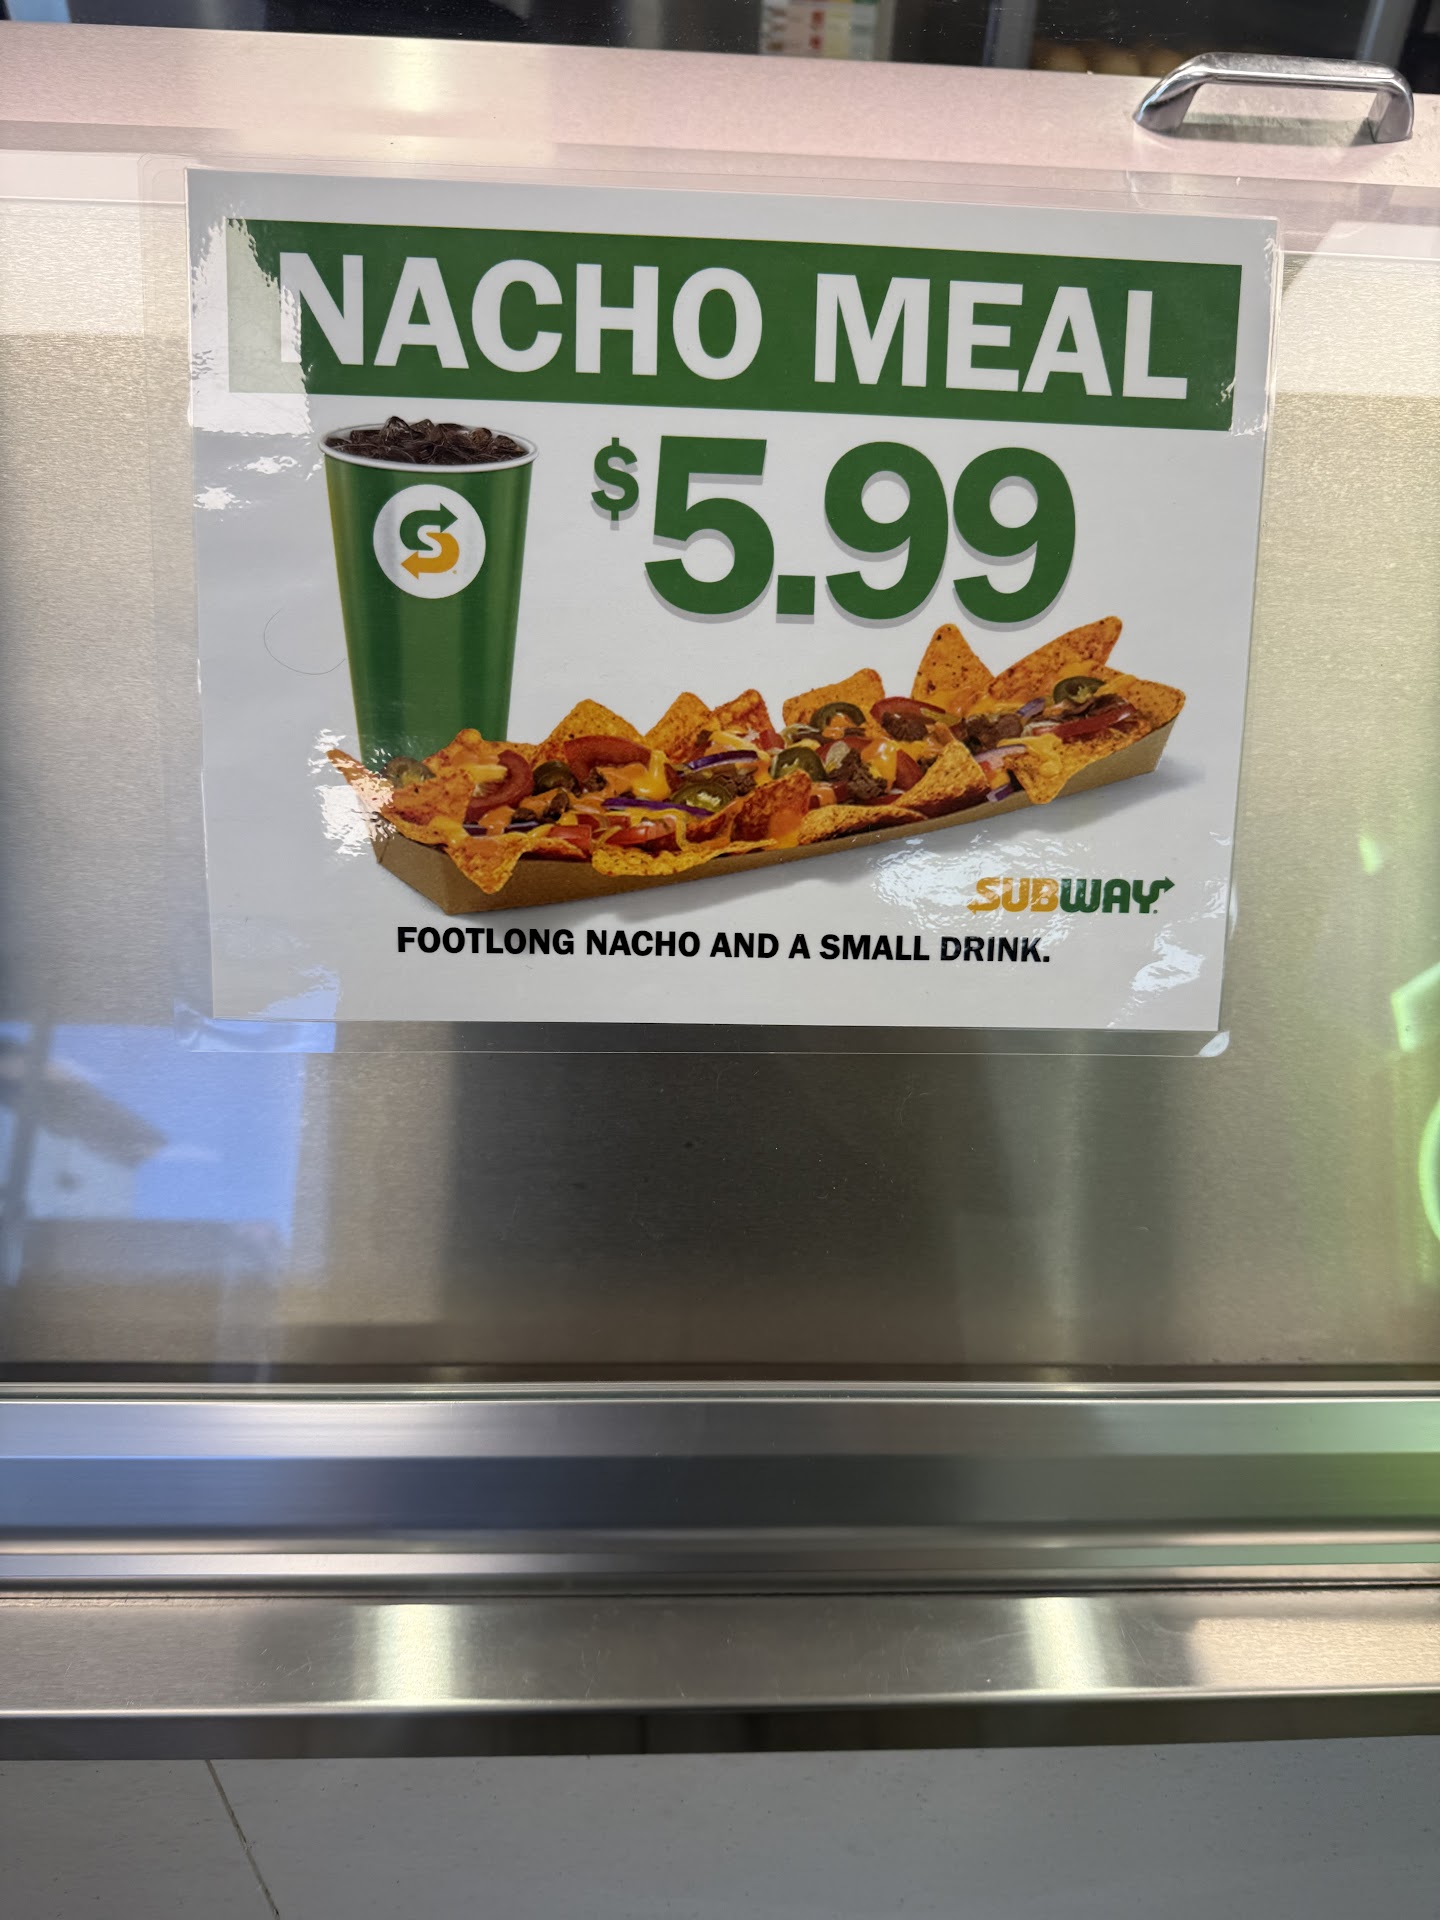 NACHO MEAL
$5.99
SUBWAY
FOOTLONG NACHO AND A SMALL DRINK.